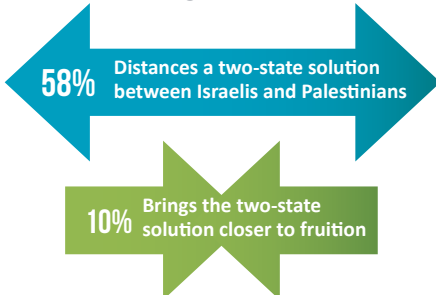 58% Distances a two-state solution
between Israelis and Palestinians
10% Brings the two-state
solution closer to fruition